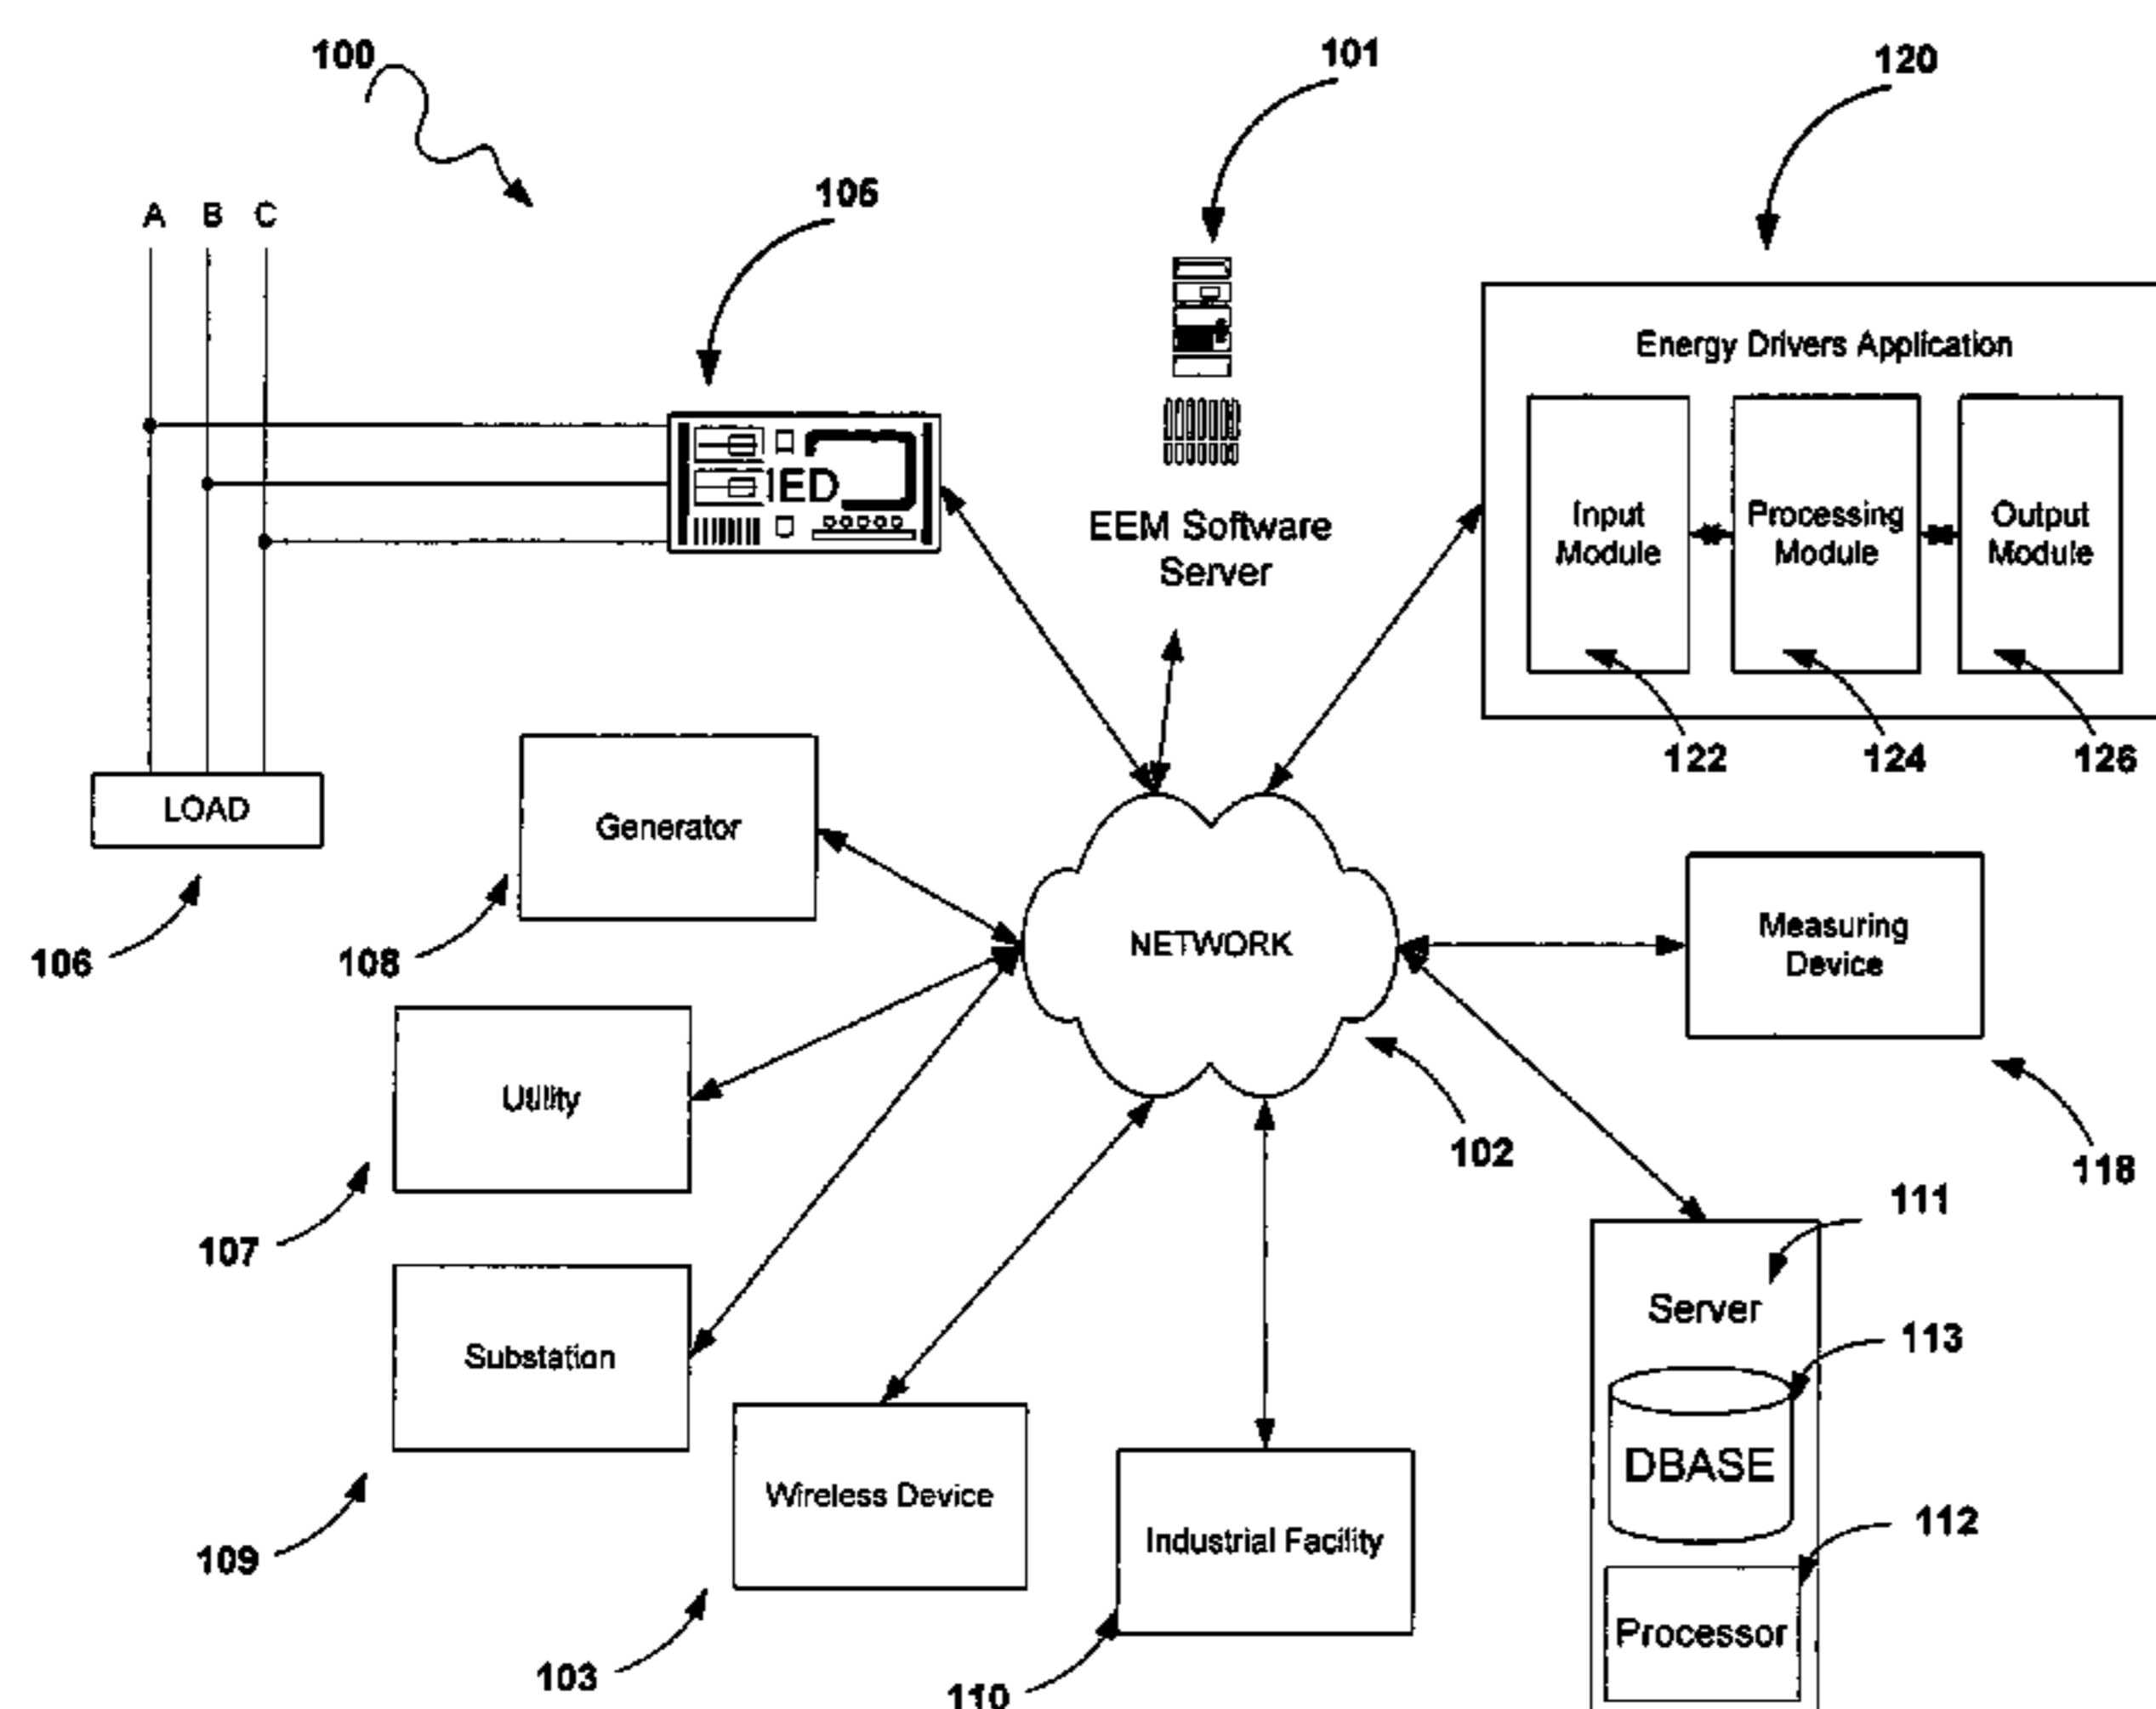 100
101
120
105
A B C
Energy Drivers Application
IED
Input
Module
Processing
Module
Output
Module
EEM Software
Server
122
124
126
LOAD
Generator
106
108
NETWORK
Measuring
Device
Utility
102
118
107
111
Substation
Server
113
109
Wireless Device
DBASE
Industrial Facility
112
103
110
Processor